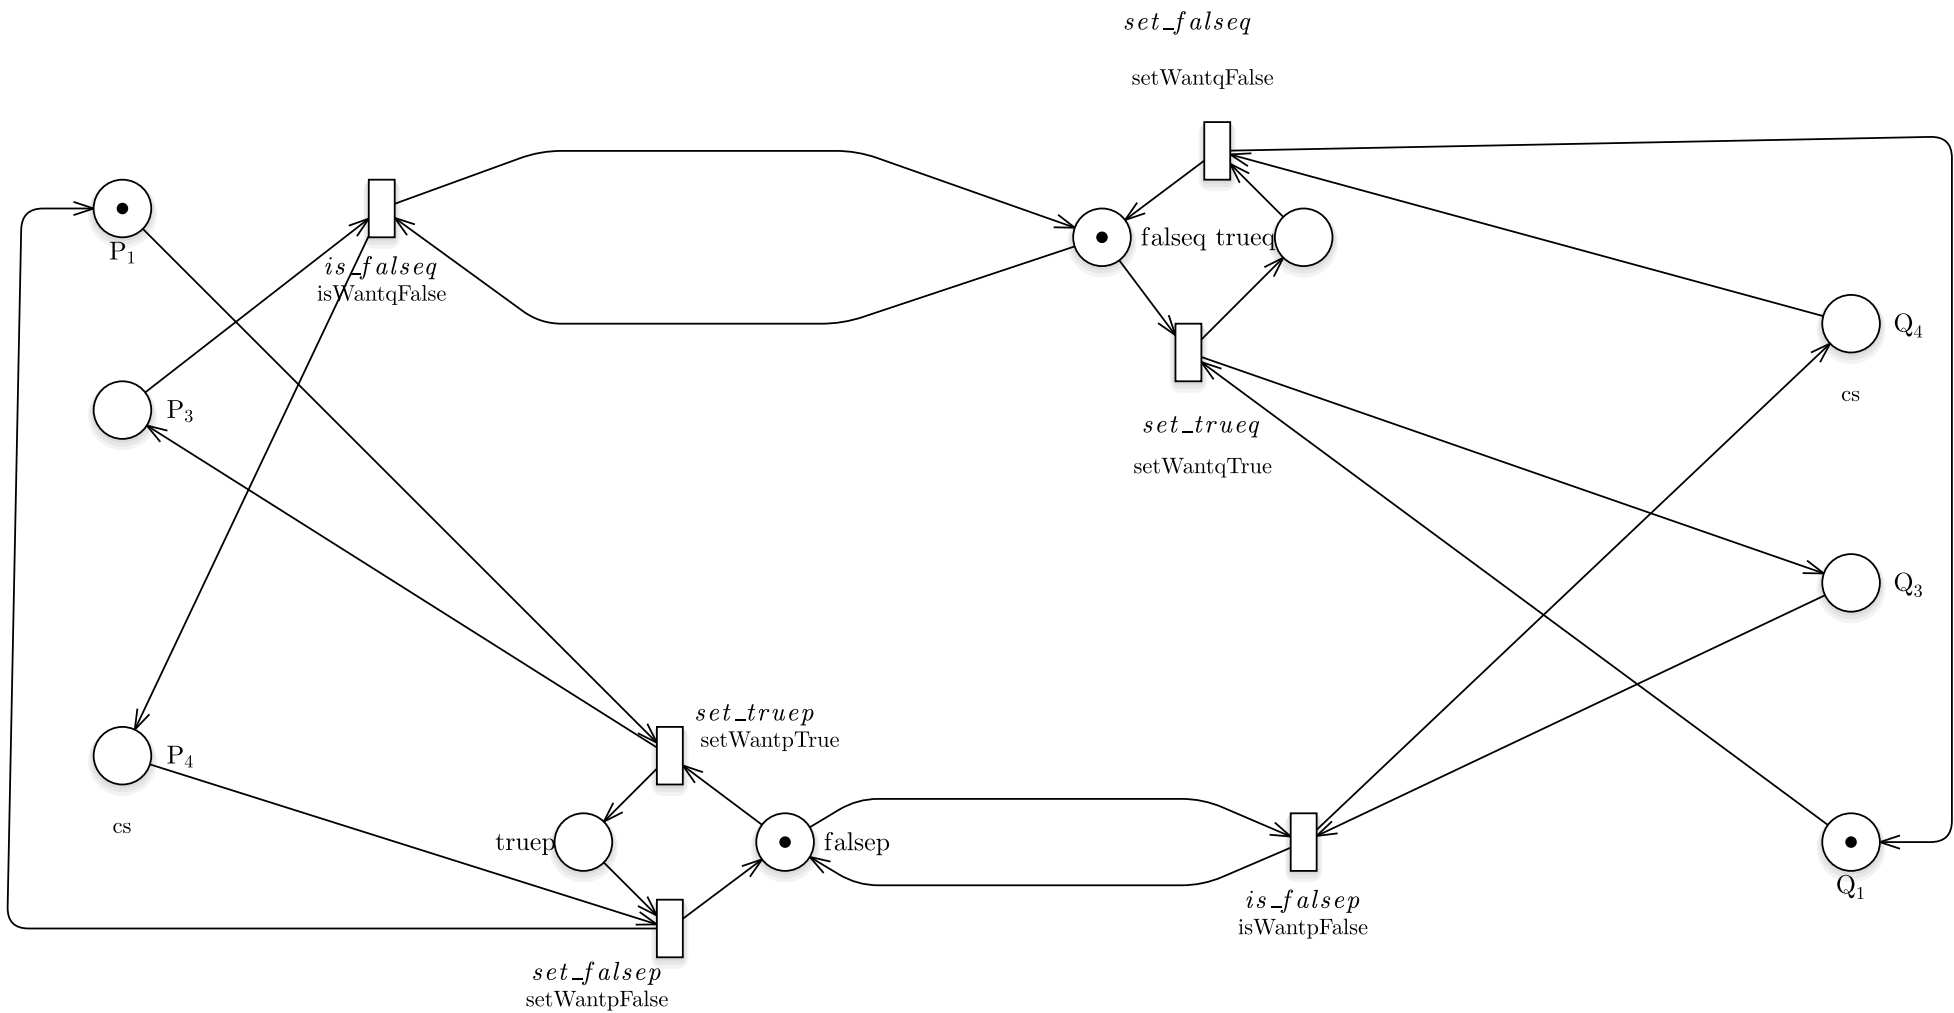 set_falseq
setWantqFalse
P1
is_falseq
isWantqFalse
falseq trueq
Q4
cs
P3
set_trueq
setWantqTrue
Q3
set_truep
setWantpTrue
P4
cs
truep
falsep
Q1
is_falsep
isWantpFalse
set_falsep
setWantpFalse